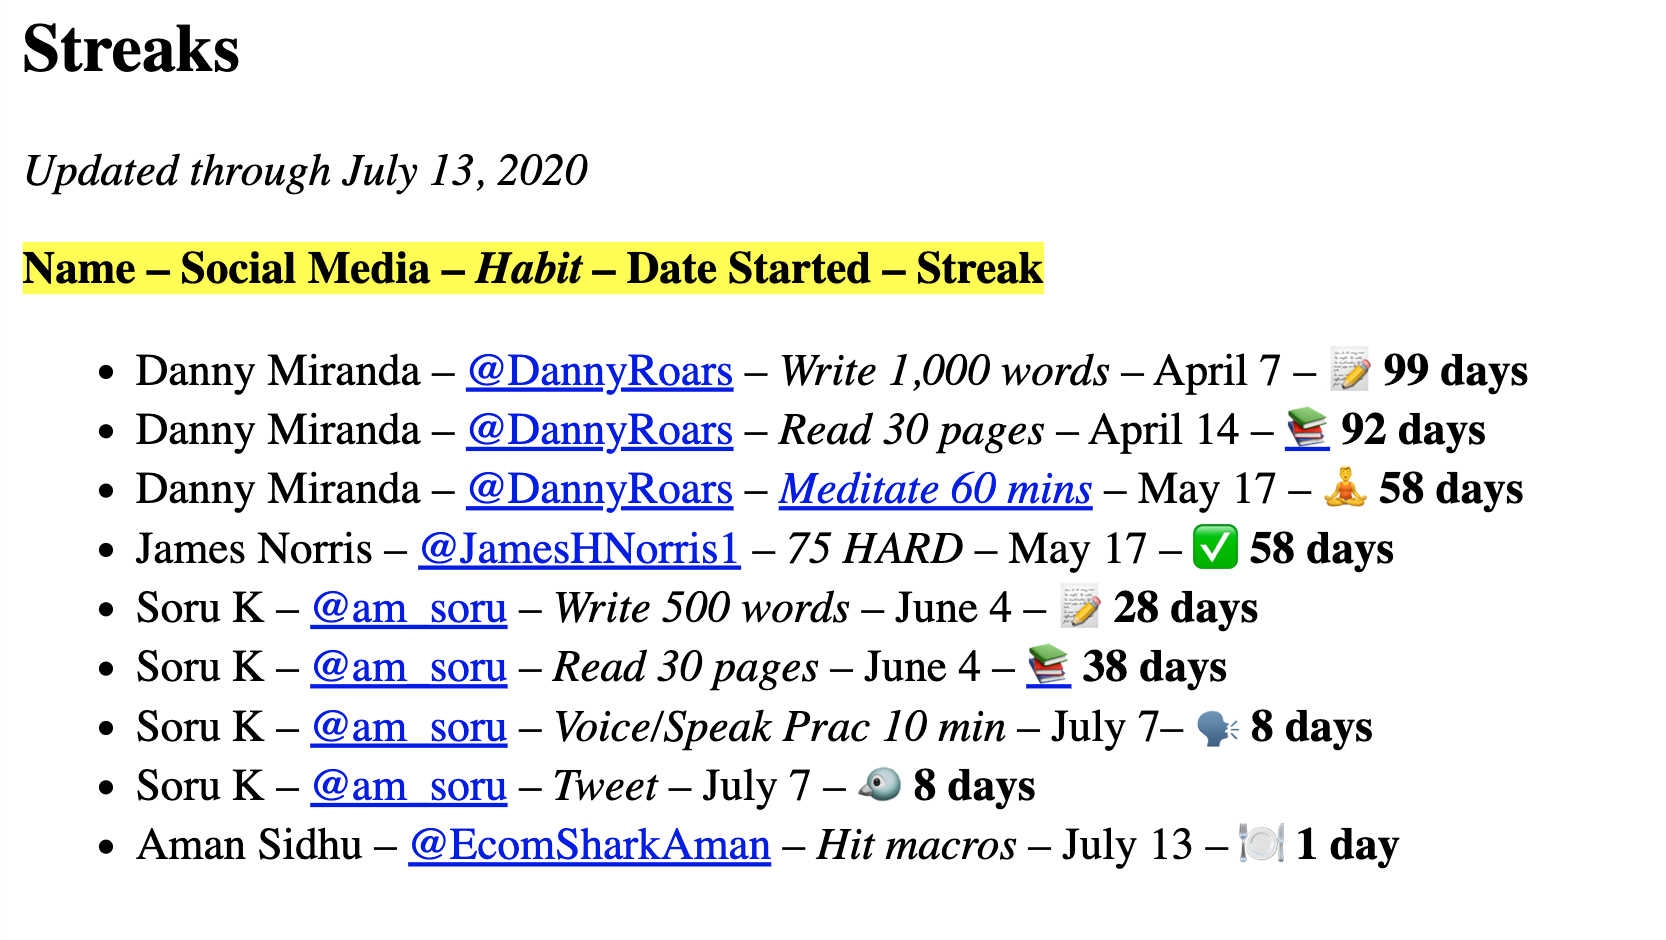 Streaks
Updated through July 13, 2020
Name – Social Media – Habit – Date Started – Streak
• Danny Miranda – @DannyRoars – Write 1,000 words – April 7 – 📝 99 days
• Danny Miranda – @DannyRoars – Read 30 pages – April 14 – 📚 92 days
• Danny Miranda – @DannyRoars – Meditate 60 mins – May 17 – 🧘 58 days
• James Norris – @JamesHNorris1 – 75 HARD – May 17 – ✅ 58 days
• Soru K – @am_soru – Write 500 words – June 4 – 📝 28 days
• Soru K – @am_soru – Read 30 pages – June 4 – 📚 38 days
• Soru K – @am_soru – Voice/Speak Prac 10 min – July 7– 🗣 8 days
• Soru K – @am_soru – Tweet – July 7 – 🐦 8 days
• Aman Sidhu – @EcomSharkAman – Hit macros – July 13 – 🍽 1 day